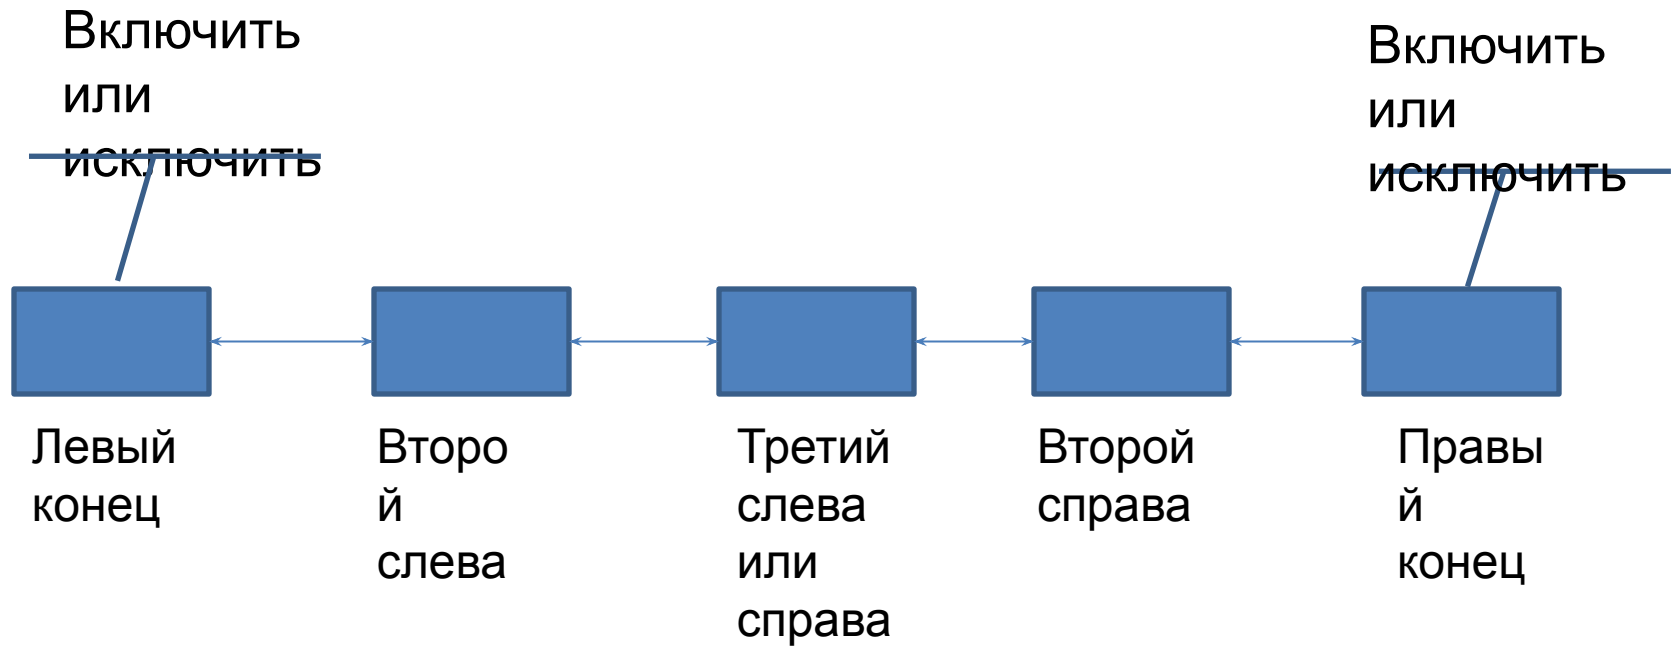 Включить
или
исключить
Включить
или
исключить
Левый
конец
Второ
й
слева
Третий
слева
или
справа
Второй
справа
Правы
й
конец